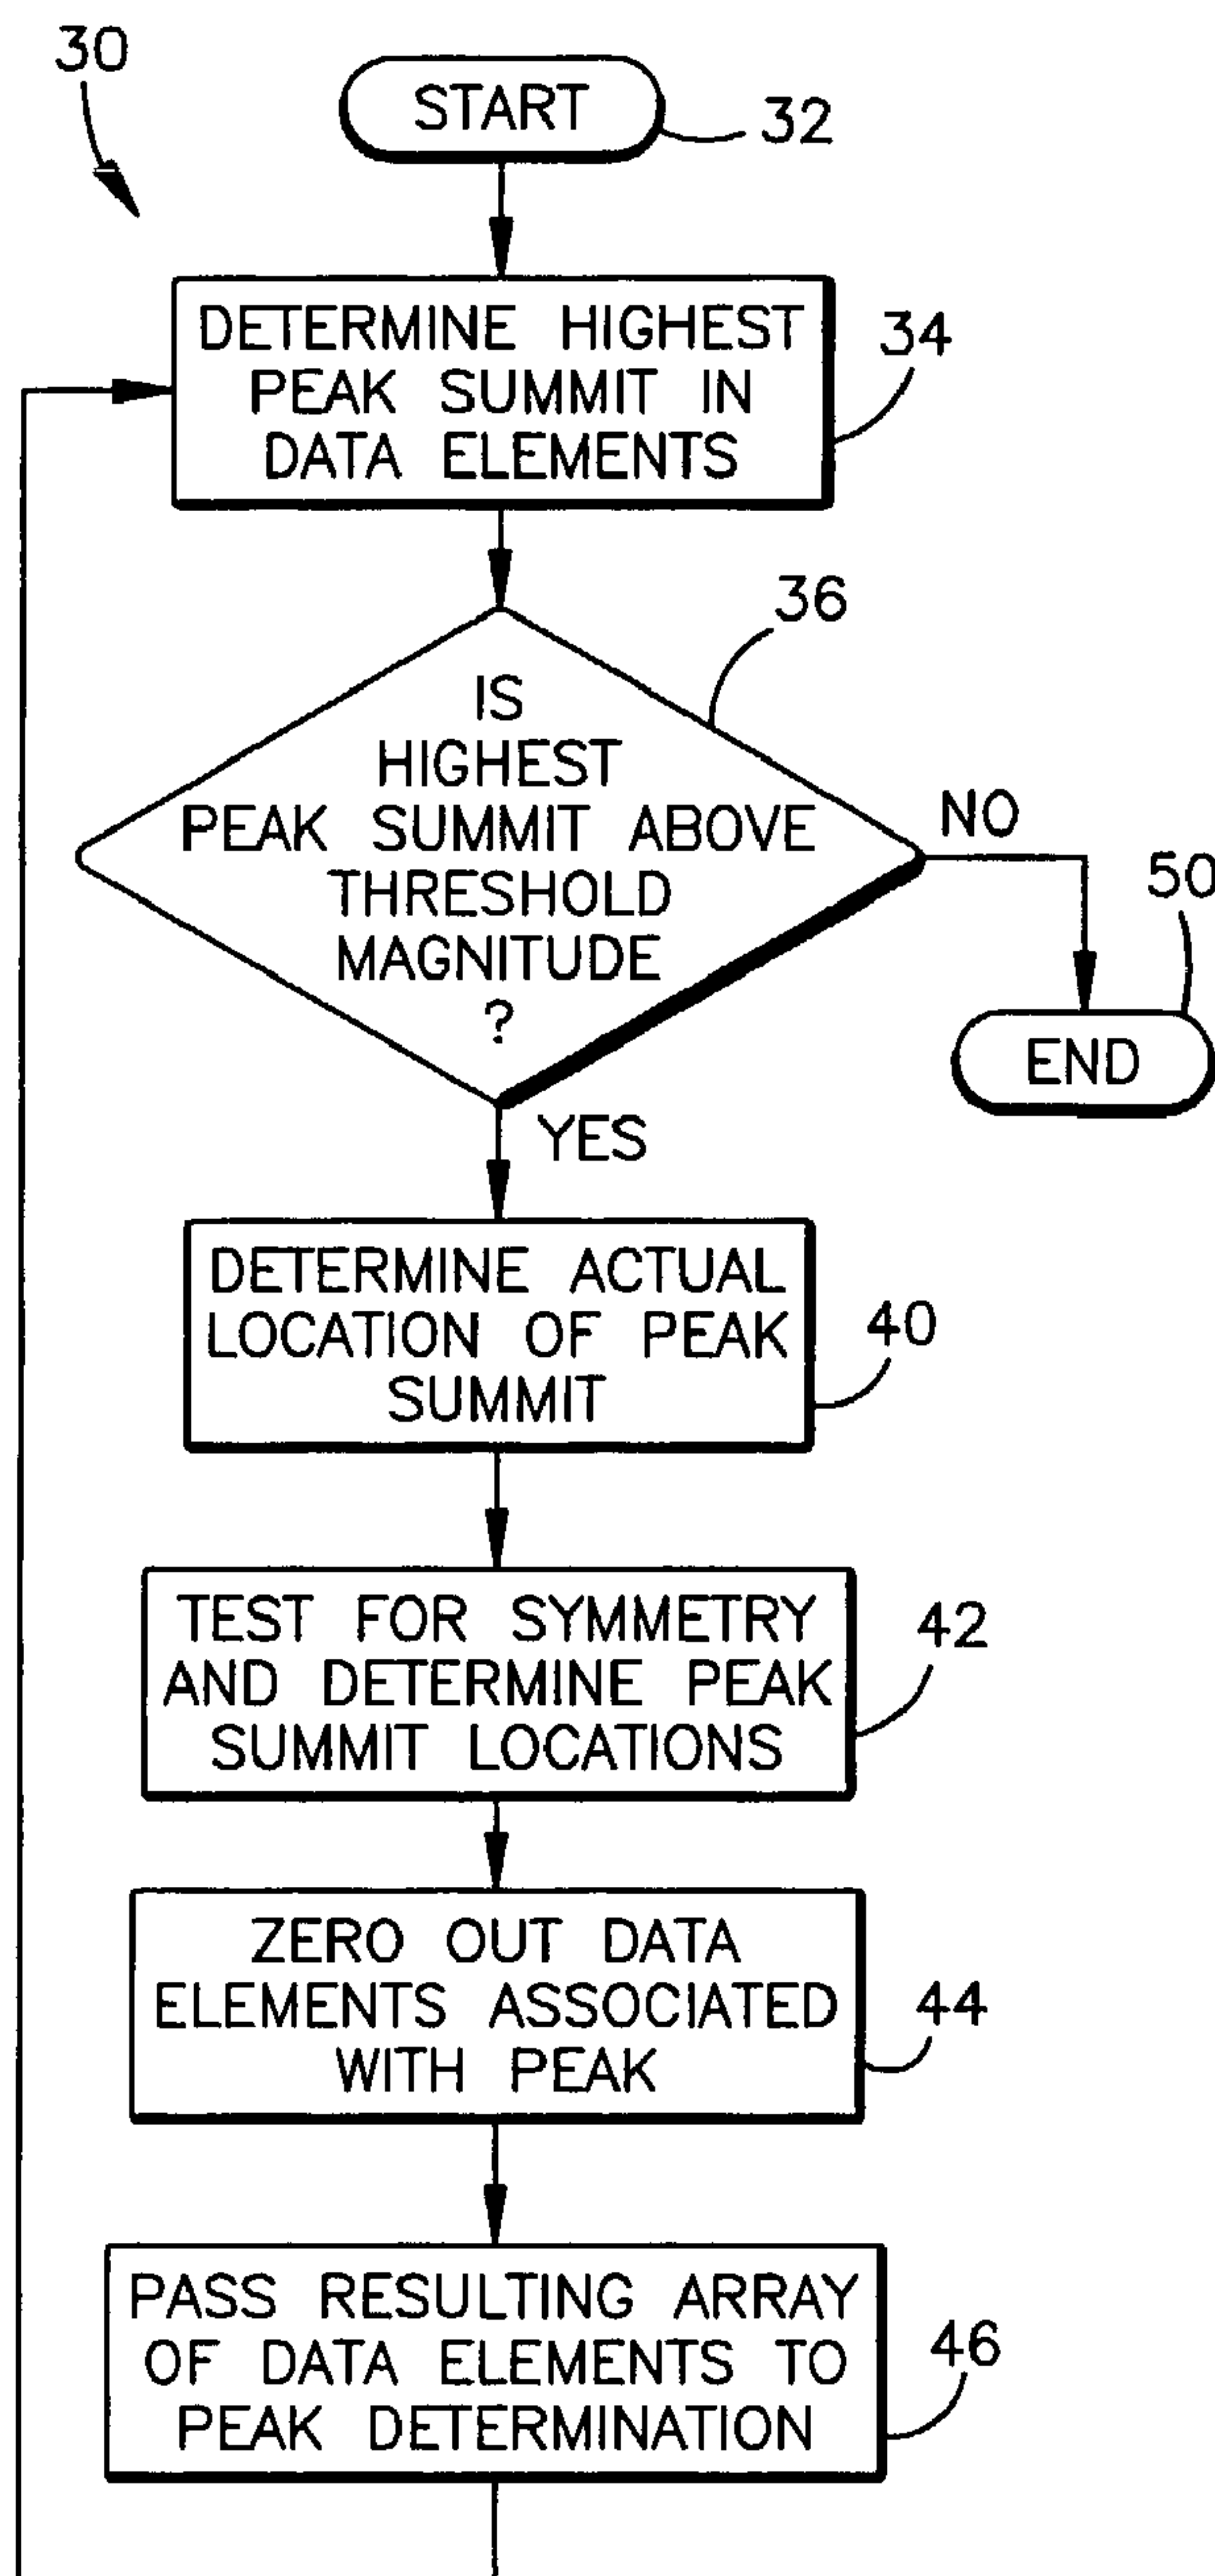 30
START
32
DETERMINE HIGHEST
PEAK SUMMIT IN
DATA ELEMENTS
34
36
IS
HIGHEST
PEAK SUMMIT ABOVE
THRESHOLD
MAGNITUDE
?
NO
50
END
YES
DETERMINE ACTUAL
LOCATION OF PEAK
SUMMIT
40
TEST FOR SYMMETRY
AND DETERMINE PEAK
SUMMIT LOCATIONS
42
ZERO OUT DATA
ELEMENTS ASSOCIATED
WITH PEAK
44
PASS RESULTING ARRAY
OF DATA ELEMENTS TO
PEAK DETERMINATION
46